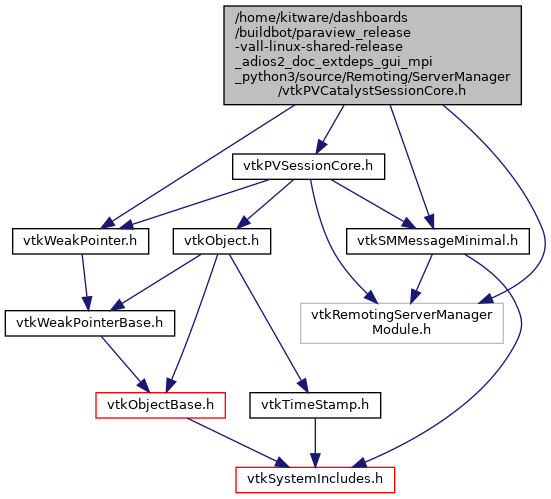 /home/kitware/dashboards
/buildbot/paraview_release
-vall-linux-shared-release
_adios2_doc_extdeps_gui_mpi
_python3/source/Remoting/ServerManager
/vtkPVCatalystSessionCore.h
vtkPVSessionCore.h
vtkWeakPointer.h
vtkObject.h
vtkSMMessageMinimal.h
vtkWeakPointerBase.h
vtkRemotingServerManager
Module.h
vtkObjectBase.h
vtkTimeStamp.h
vtkSystemIncludes.h